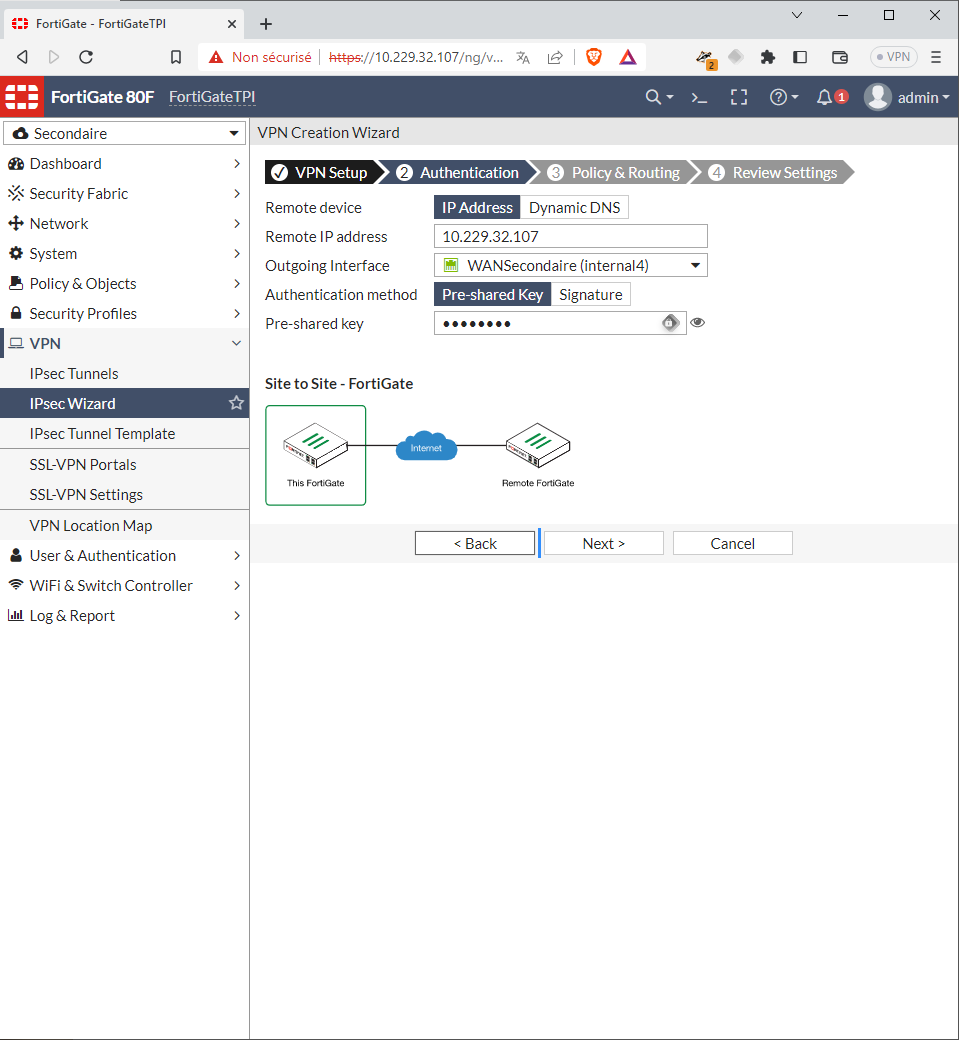 FortiGate - FortiGateTPI
Non sécurisé https://10.229.32.107/ng/v... 2 VPN
FortiGate 80F FortiGateTPI 1 admin
Secondaire
Dashboard
Security Fabric
Network
System
Policy & Objects
Security Profiles
VPN
IPsec Tunnels
IPsec Wizard
IPsec Tunnel Template
SSL-VPN Portals
SSL-VPN Settings
VPN Location Map
User & Authentication
WiFi & Switch Controller
Log & Report
VPN Creation Wizard
VPN Setup 2 Authentication 3 Policy & Routing 4 Review Settings
Remote device IP Address Dynamic DNS
Remote IP address 10.229.32.107
Outgoing Interface WANSecondaire (internal4)
Authentication method Pre-shared Key Signature
Pre-shared key ••••••••
Site to Site - FortiGate
Internet
This FortiGate Remote FortiGate
< Back Next > Cancel